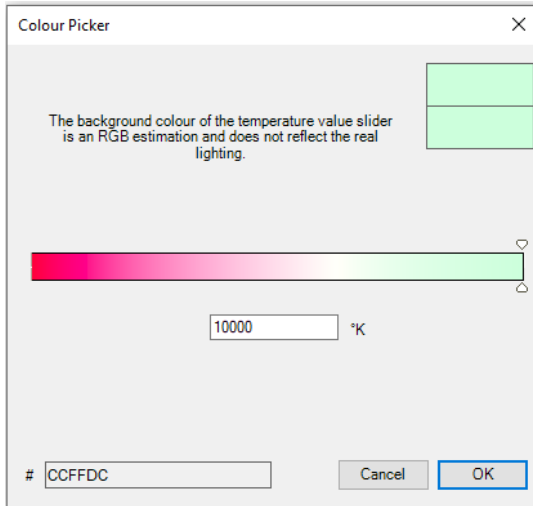 Colour Picker
The background colour of the temperature value slider
is an RGB estimation and does not reflect the real
lighting.
10000 °K
# CCFFDC Cancel OK